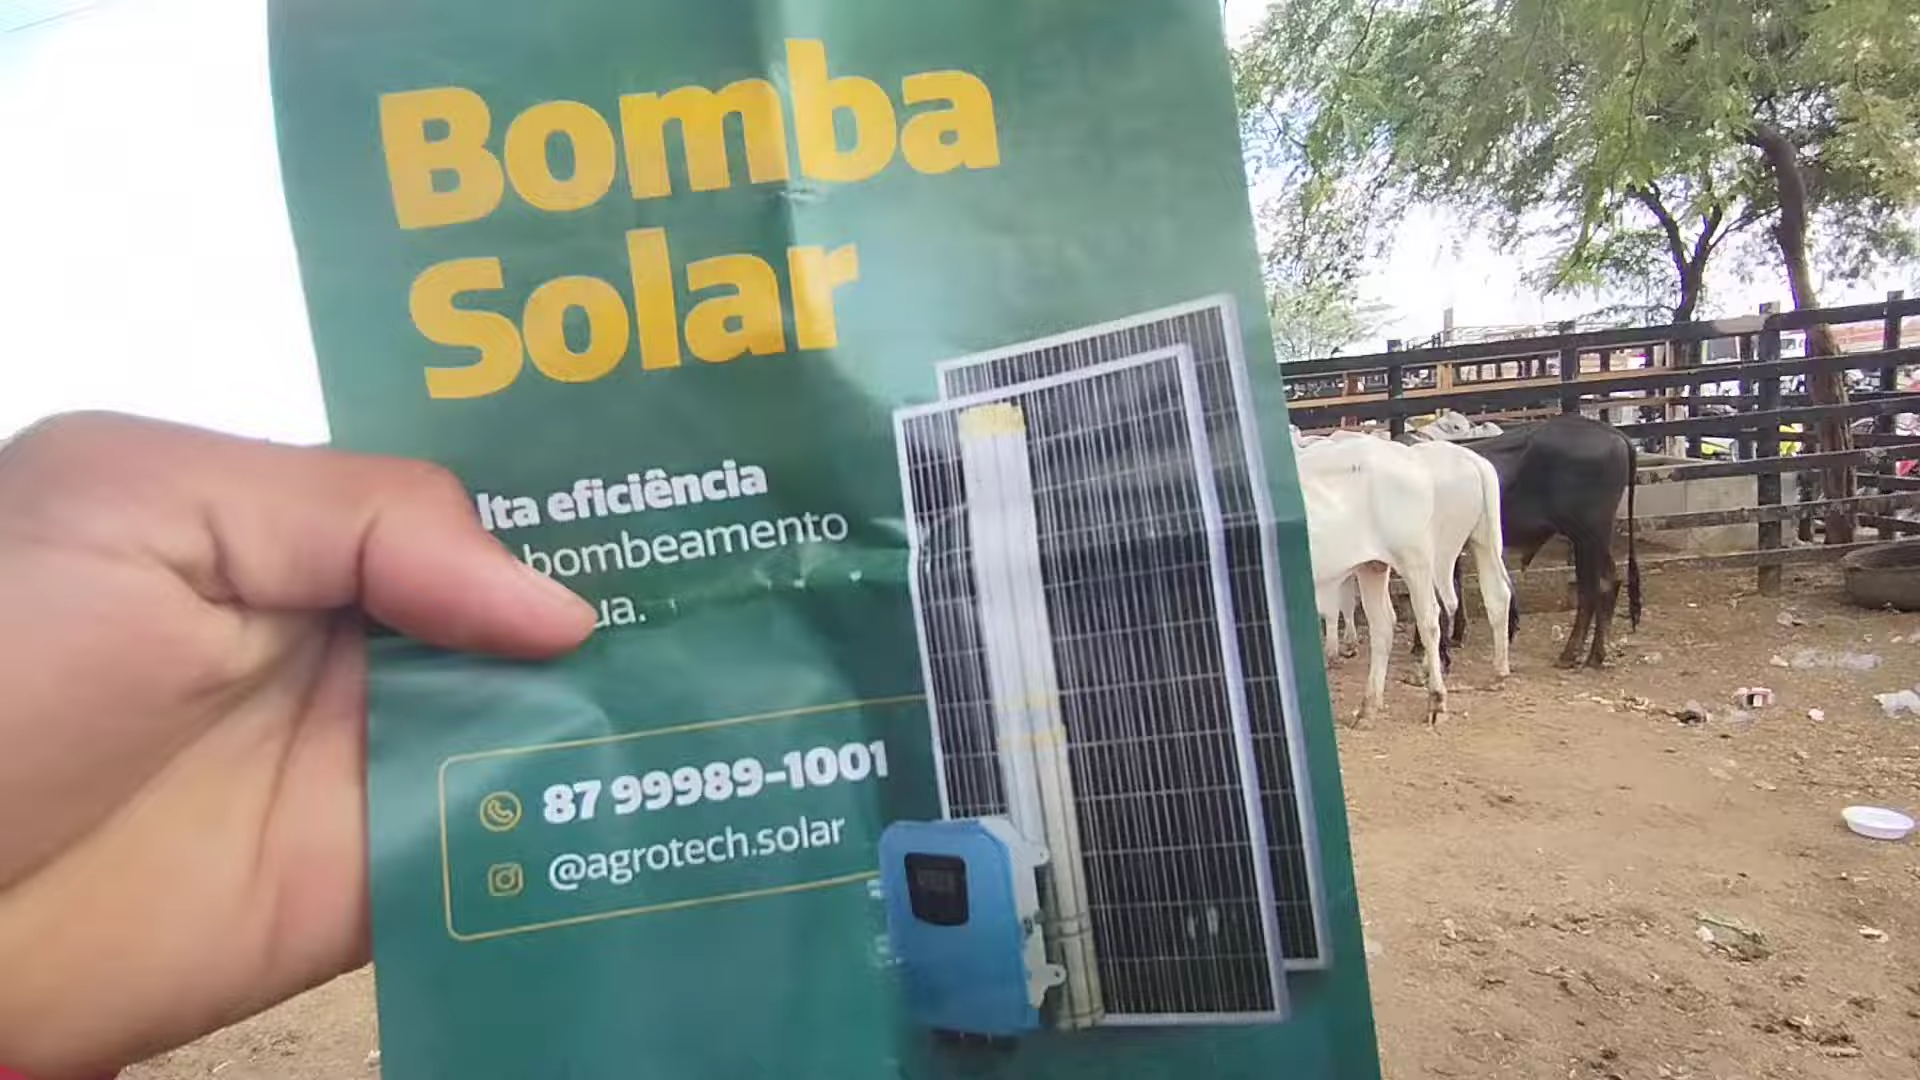 Bomba
Solar
lta eficiência
bombeamento
ua.
87 99989-1001
@agrotech.solar